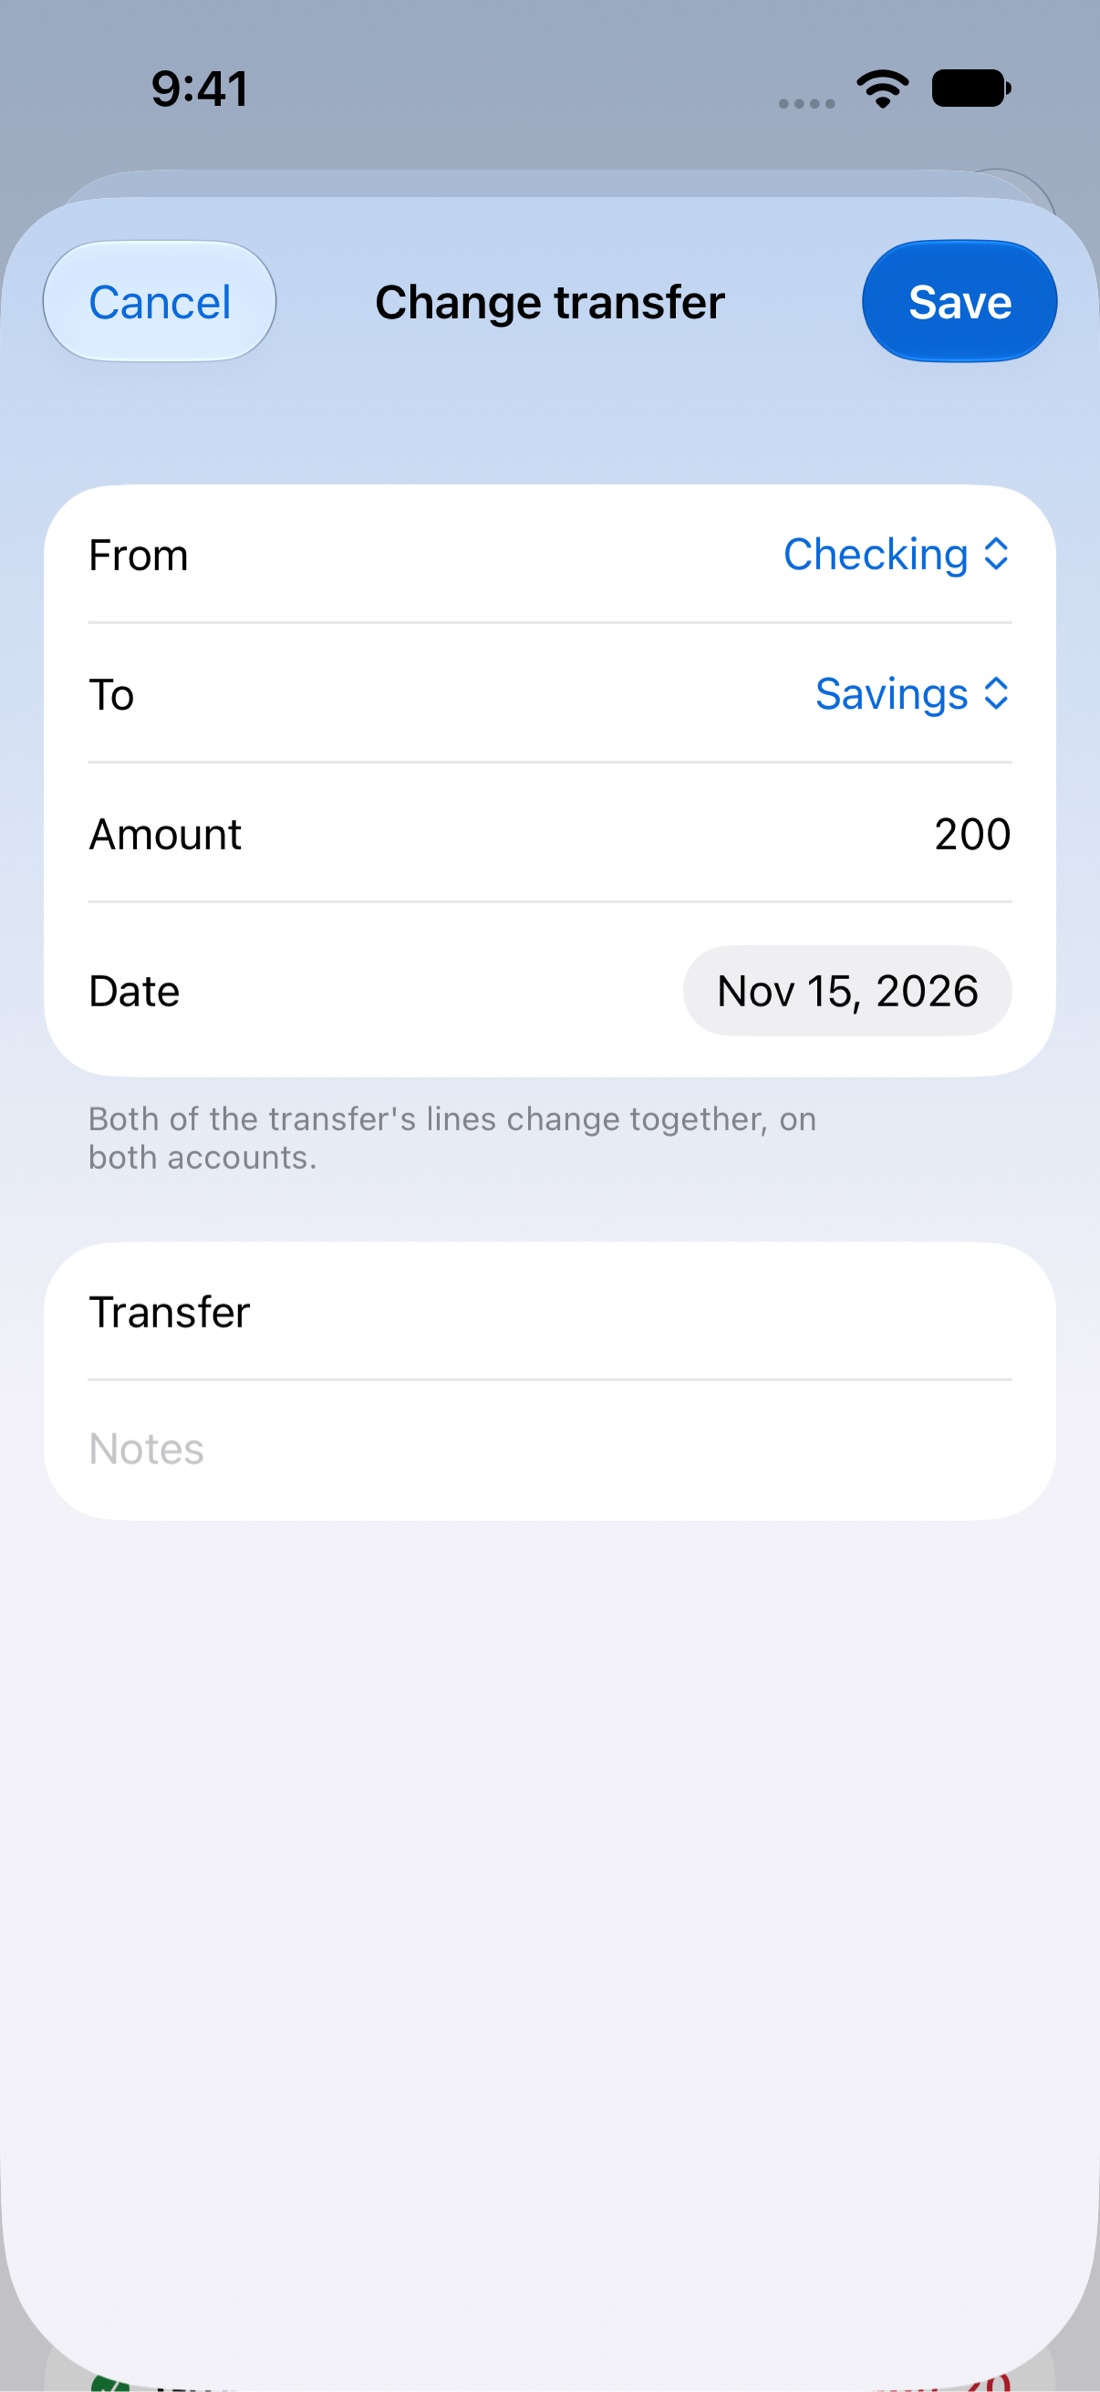 9:41
Cancel
Change transfer
Save
From
Checking
To
Savings
Amount
200
Date
Nov 15, 2026
Both of the transfer's lines change together, on
both accounts.
Transfer
Notes